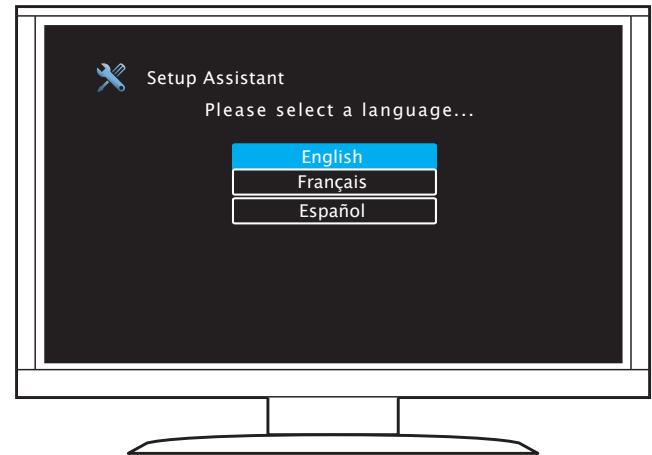 Setup Assistant
Please select a language...
English
Français
Español